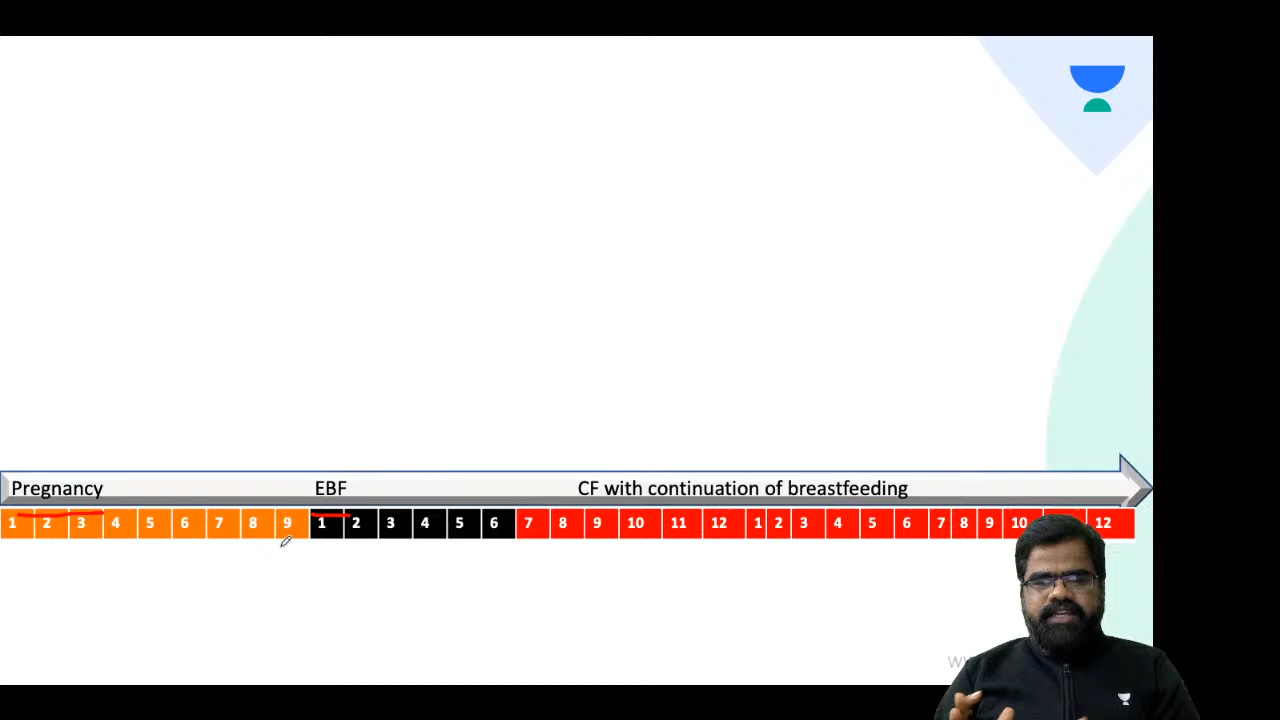 Pregnancy EBF CF with continuation of breastfeeding
1 2 3 4 5 6 7 8 9 1 2 3 4 5 6 7 8 9 10 11 12 1 2 3 4 5 6 7 8 9 10 12